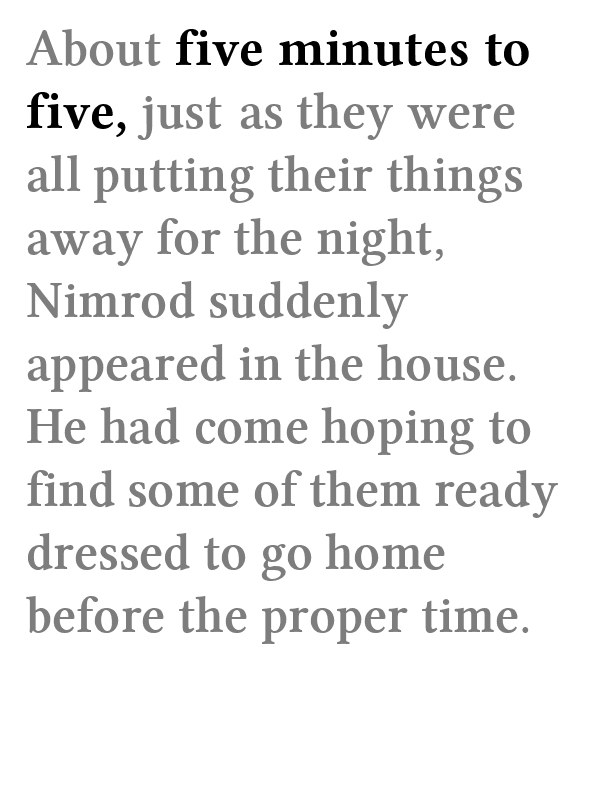 About five minutes to
five, just as they were
all putting their things
away for the night,
Nimrod suddenly
appeared in the house.
He had come hoping to
find some of them ready
dressed to go home
before the proper time.